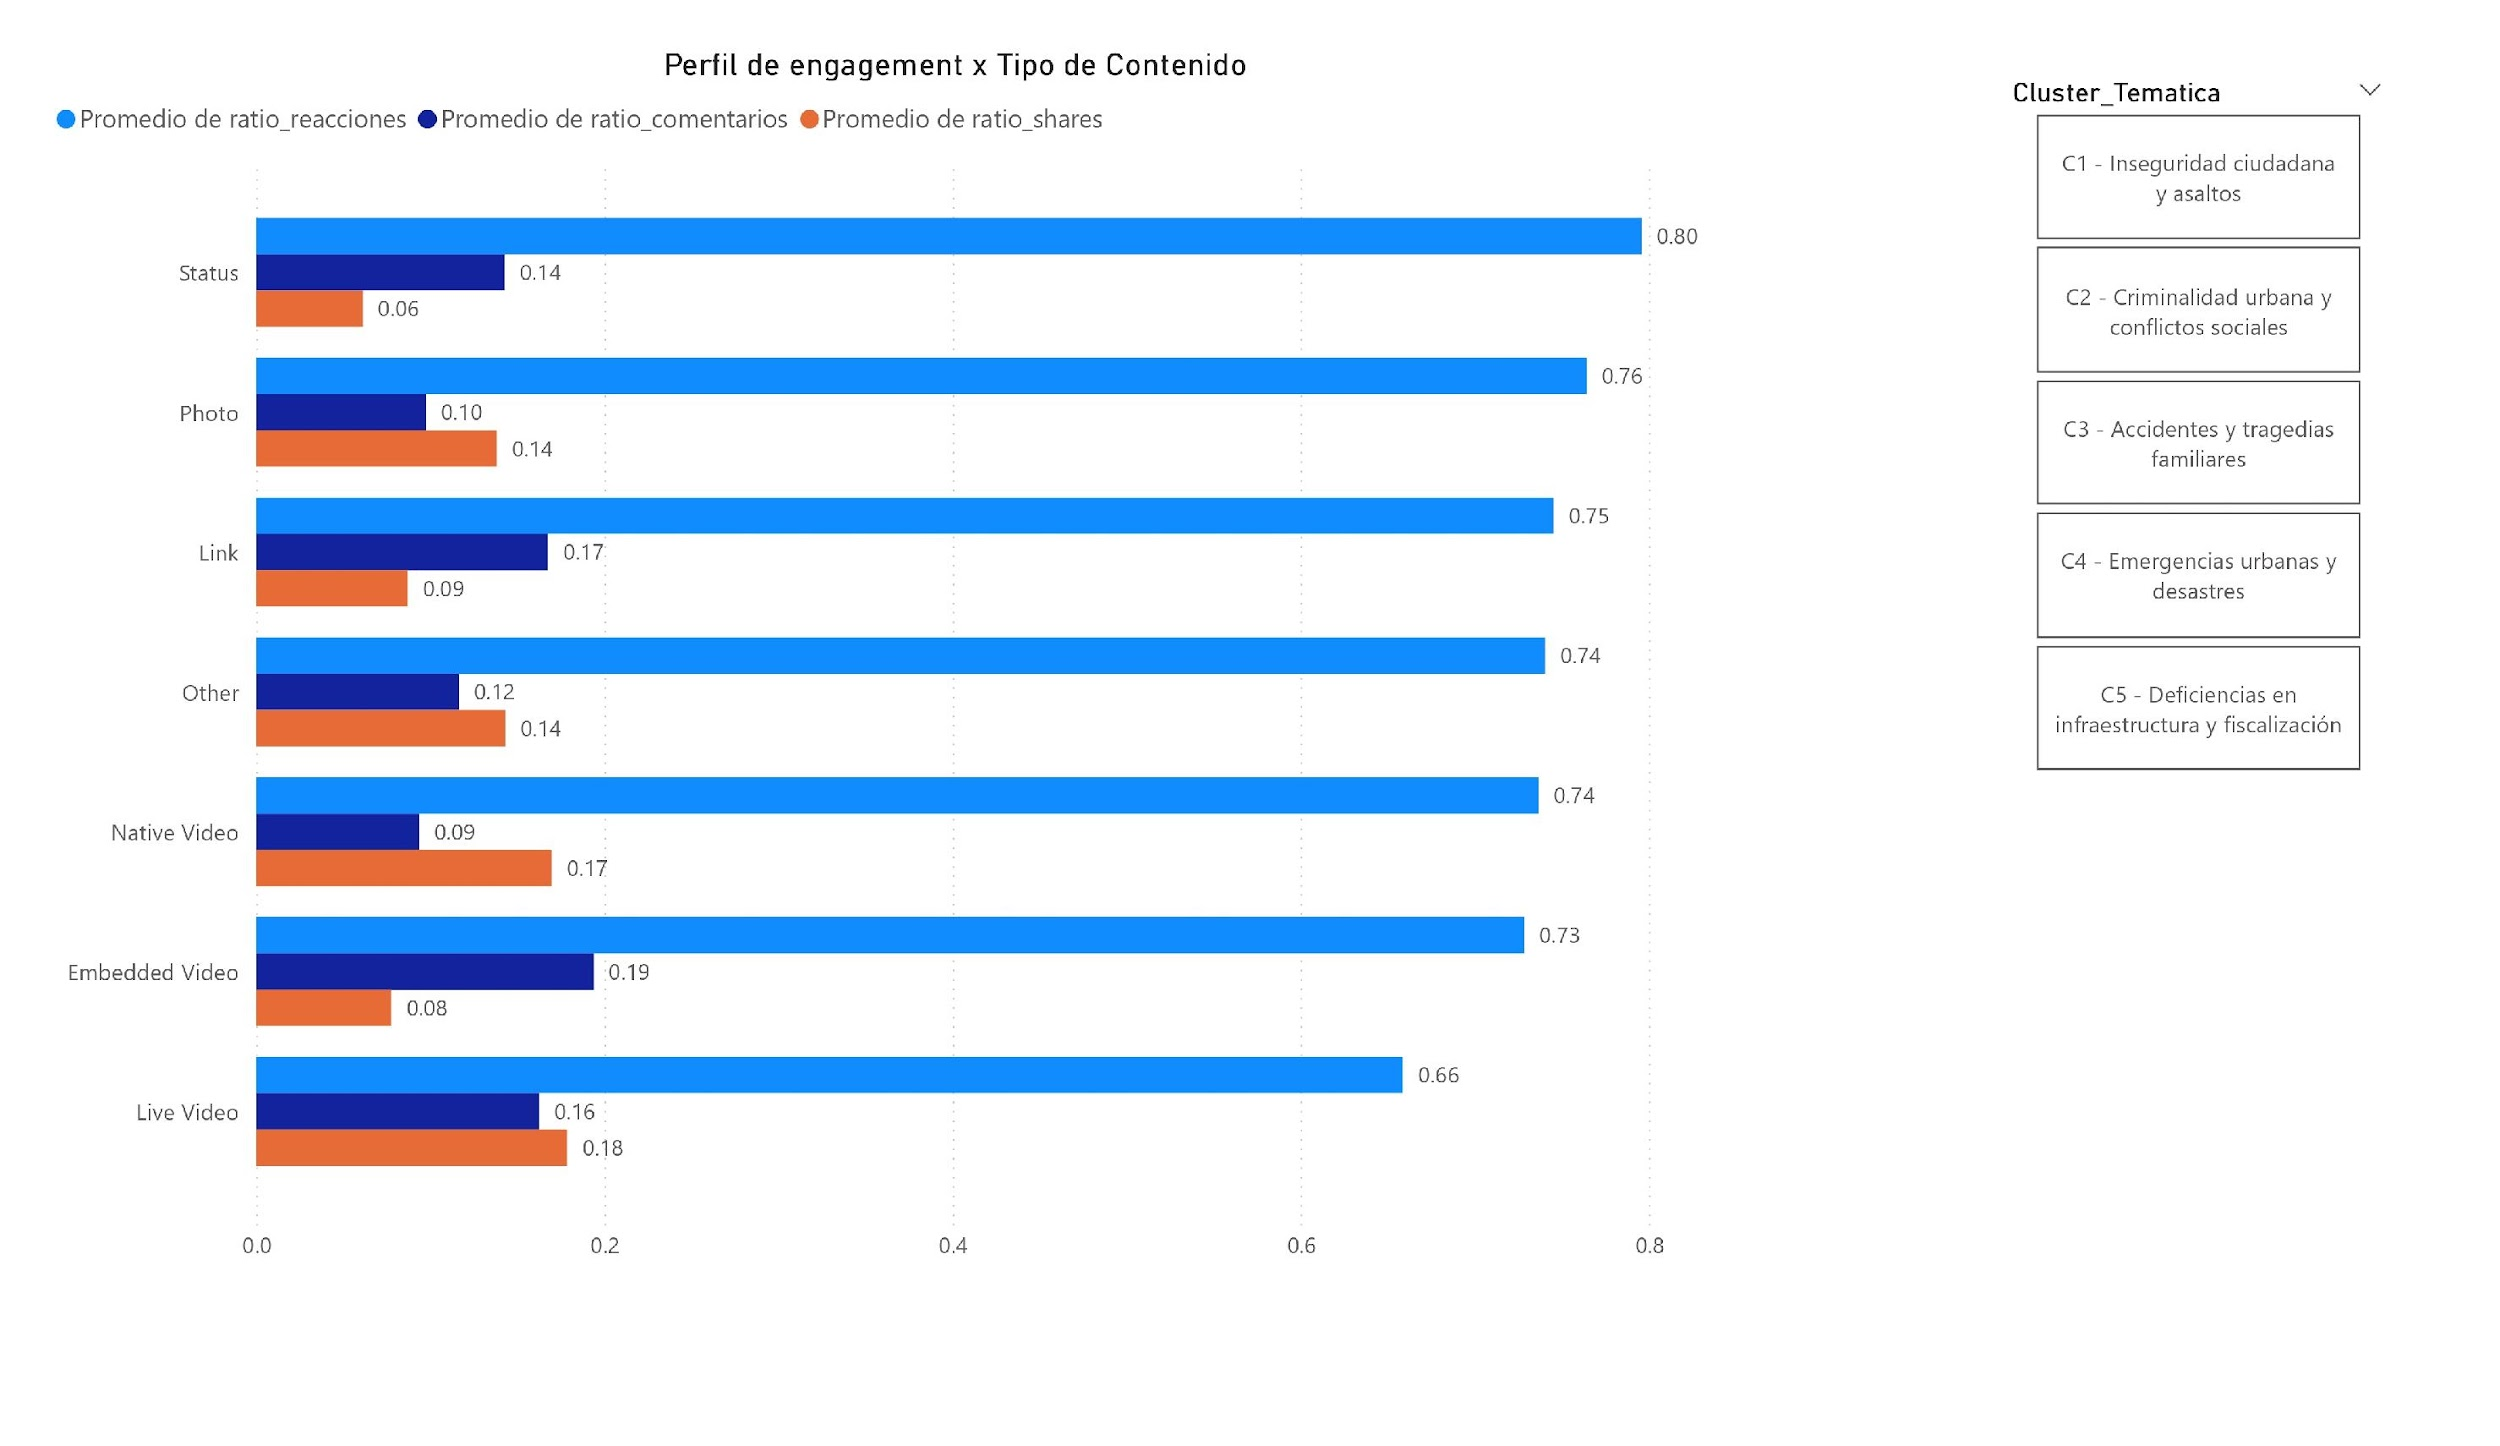 Perfil de engagement x Tipo de Contenido
Promedio de ratio_reacciones Promedio de ratio_comentarios Promedio de ratio_shares
Status
0.80
0.14
0.06
Photo
0.76
0.10
0.14
Link
0.75
0.17
0.09
Other
0.74
0.12
0.14
Native Video
0.74
0.09
0.17
Embedded Video
0.73
0.19
0.08
Live Video
0.66
0.16
0.18
0.0 0.2 0.4 0.6 0.8
Cluster_Tematica
C1 - Inseguridad ciudadana
y asaltos
C2 - Criminalidad urbana y
conflictos sociales
C3 - Accidentes y tragedias
familiares
C4 - Emergencias urbanas y
desastres
C5 - Deficiencias en
infraestructura y fiscalización